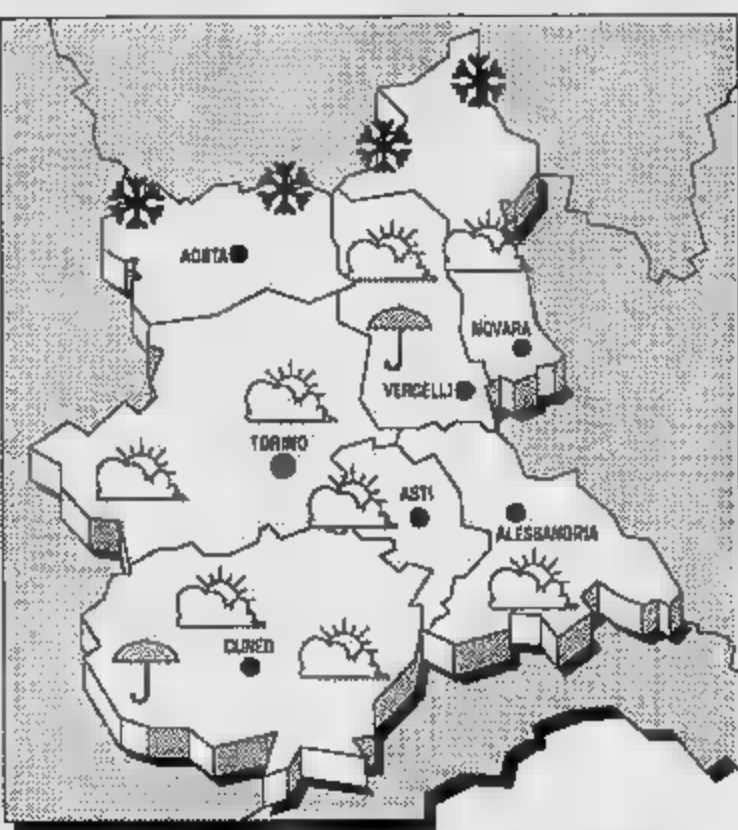 AOSTA
NOVARA
VERCELLI
TORINO
ASTI
ALESSANDRIA
CUNEO